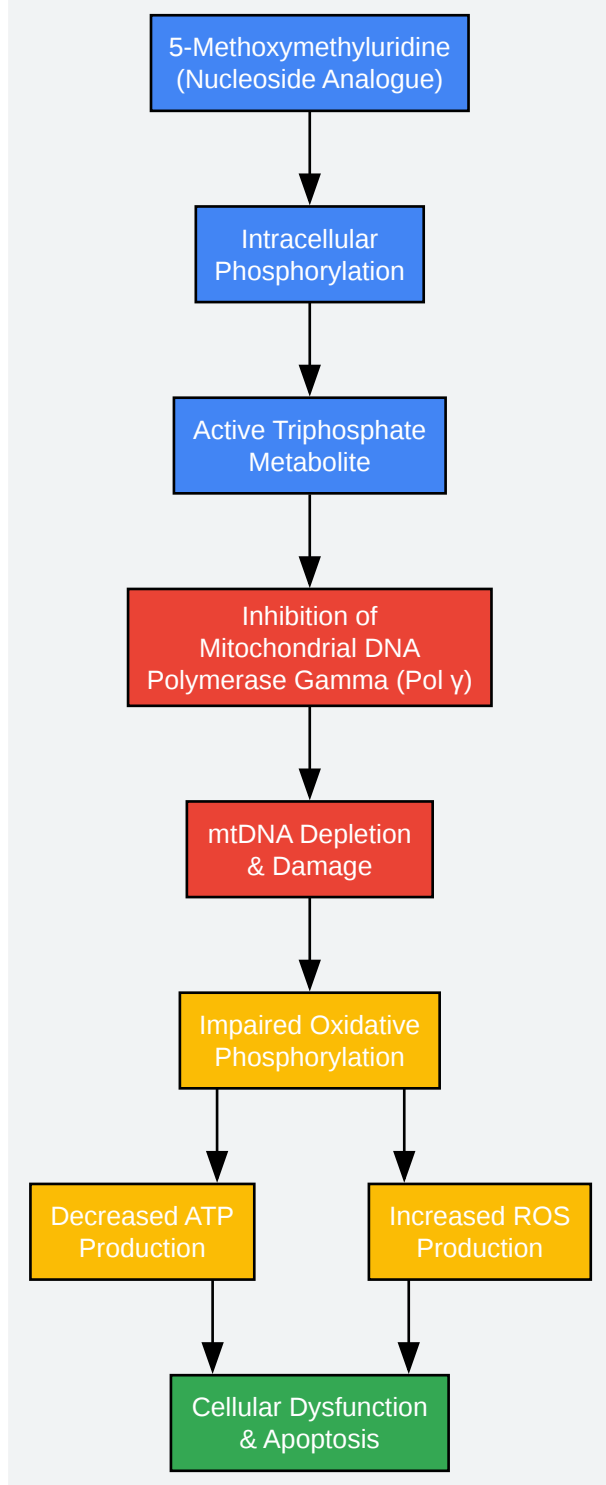 5-Methoxymethyluridine
(Nucleoside Analogue)
Intracellular
Phosphorylation
Active Triphosphate
Metabolite
Inhibition of
Mitochondrial DNA
Polymerase Gamma (Pol γ)
mtDNA Depletion
& Damage
Impaired Oxidative
Phosphorylation
Decreased ATP
Production
Increased ROS
Production
Cellular Dysfunction
& Apoptosis